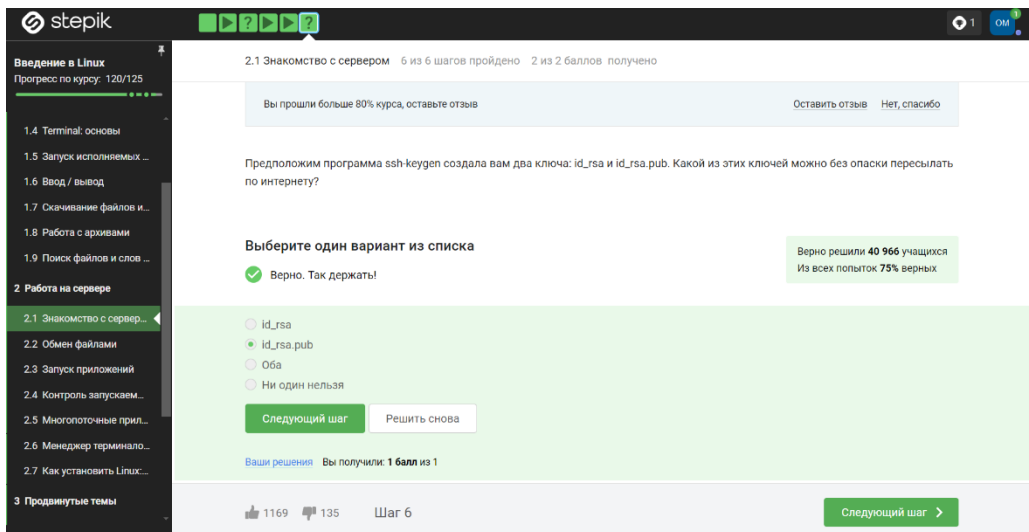 stepik
?
?
1
ОМ
1
Введение в Linux
Прогресс по курсу: 120/125
2.1 Знакомство с сервером 6 из 6 шагов пройдено 2 из 2 баллов получено
Вы прошли больше 80% курса, оставьте отзыв
Оставить отзыв Нет, спасибо
1.4 Terminal: основы
1.5 Запуск исполняемых ...
1.6 Ввод / вывод
1.7 Скачивание файлов и...
1.8 Работа с архивами
1.9 Поиск файлов и слов ...
2 Работа на сервере
2.1 Знакомство с сервер...
2.2 Обмен файлами
2.3 Запуск приложений
2.4 Контроль запускаем...
2.5 Многопоточные прил...
2.6 Менеджер терминало...
2.7 Как установить Linux:...
3 Продвинутые темы
Предположим программа ssh-keygen создала вам два ключа: id_rsa и id_rsa.pub. Какой из этих ключей можно без опаски пересылать
по интернету?
Выберите один вариант из списка
Верно. Так держать!
Верно решили 40 966 учащихся
Из всех попыток 75% верных
id_rsa
id_rsa.pub
Оба
Ни один нельзя
Следующий шаг
Решить снова
Ваши решения Вы получили: 1 балл из 1
1169 135 Шаг 6
Следующий шаг